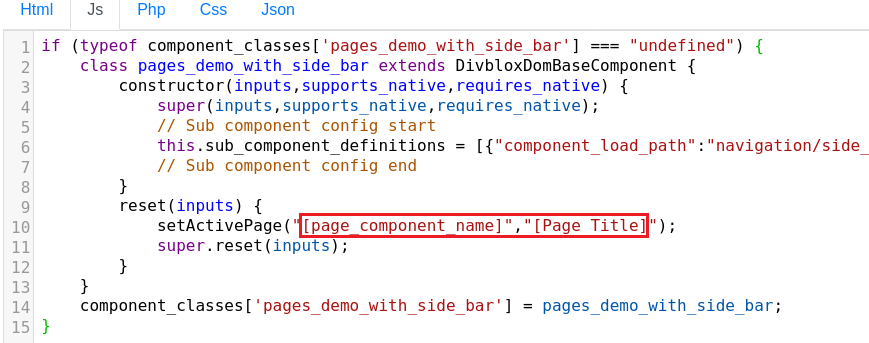 Html Js Php Css Json
1 if (typeof component_classes['pages_demo_with_side_bar'] === "undefined") {
2 class pages_demo_with_side_bar extends DivbloxDomBaseComponent {
3 constructor(inputs,supports_native,requires_native) {
4 super(inputs,supports_native,requires_native);
5 // Sub component config start
6 this.sub_component_definitions = [{"component_load_path":"navigation/side_
7 // Sub component config end
8 }
9 reset(inputs) {
10 setActivePage("[page_component_name]","[Page Title]");
11 super.reset(inputs);
12 }
13 }
14 component_classes['pages_demo_with_side_bar'] = pages_demo_with_side_bar;
15 }